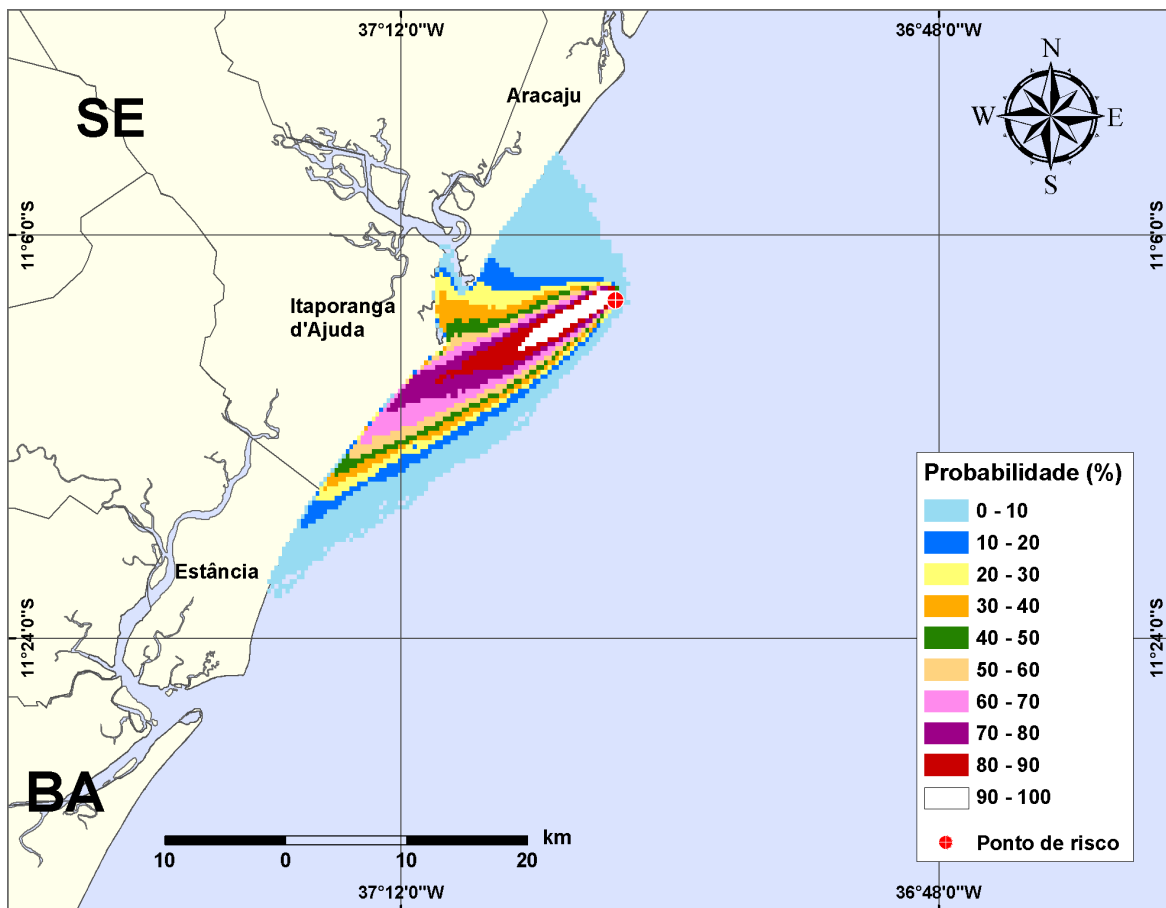 37°12'0"W
36°48'0"W
N
Aracaju
SE
W
E
S
11°6'0"S
11°6'0"S
Itaporanga
d'Ajuda
Probabilidade (%)
0 - 10
10 - 20
20 - 30
30 - 40
40 - 50
50 - 60
60 - 70
70 - 80
80 - 90
90 - 100
Ponto de risco
Estância
11°24'0"S
11°24'0"S
BA
km
10
0
10
20
37°12'0"W
36°48'0"W